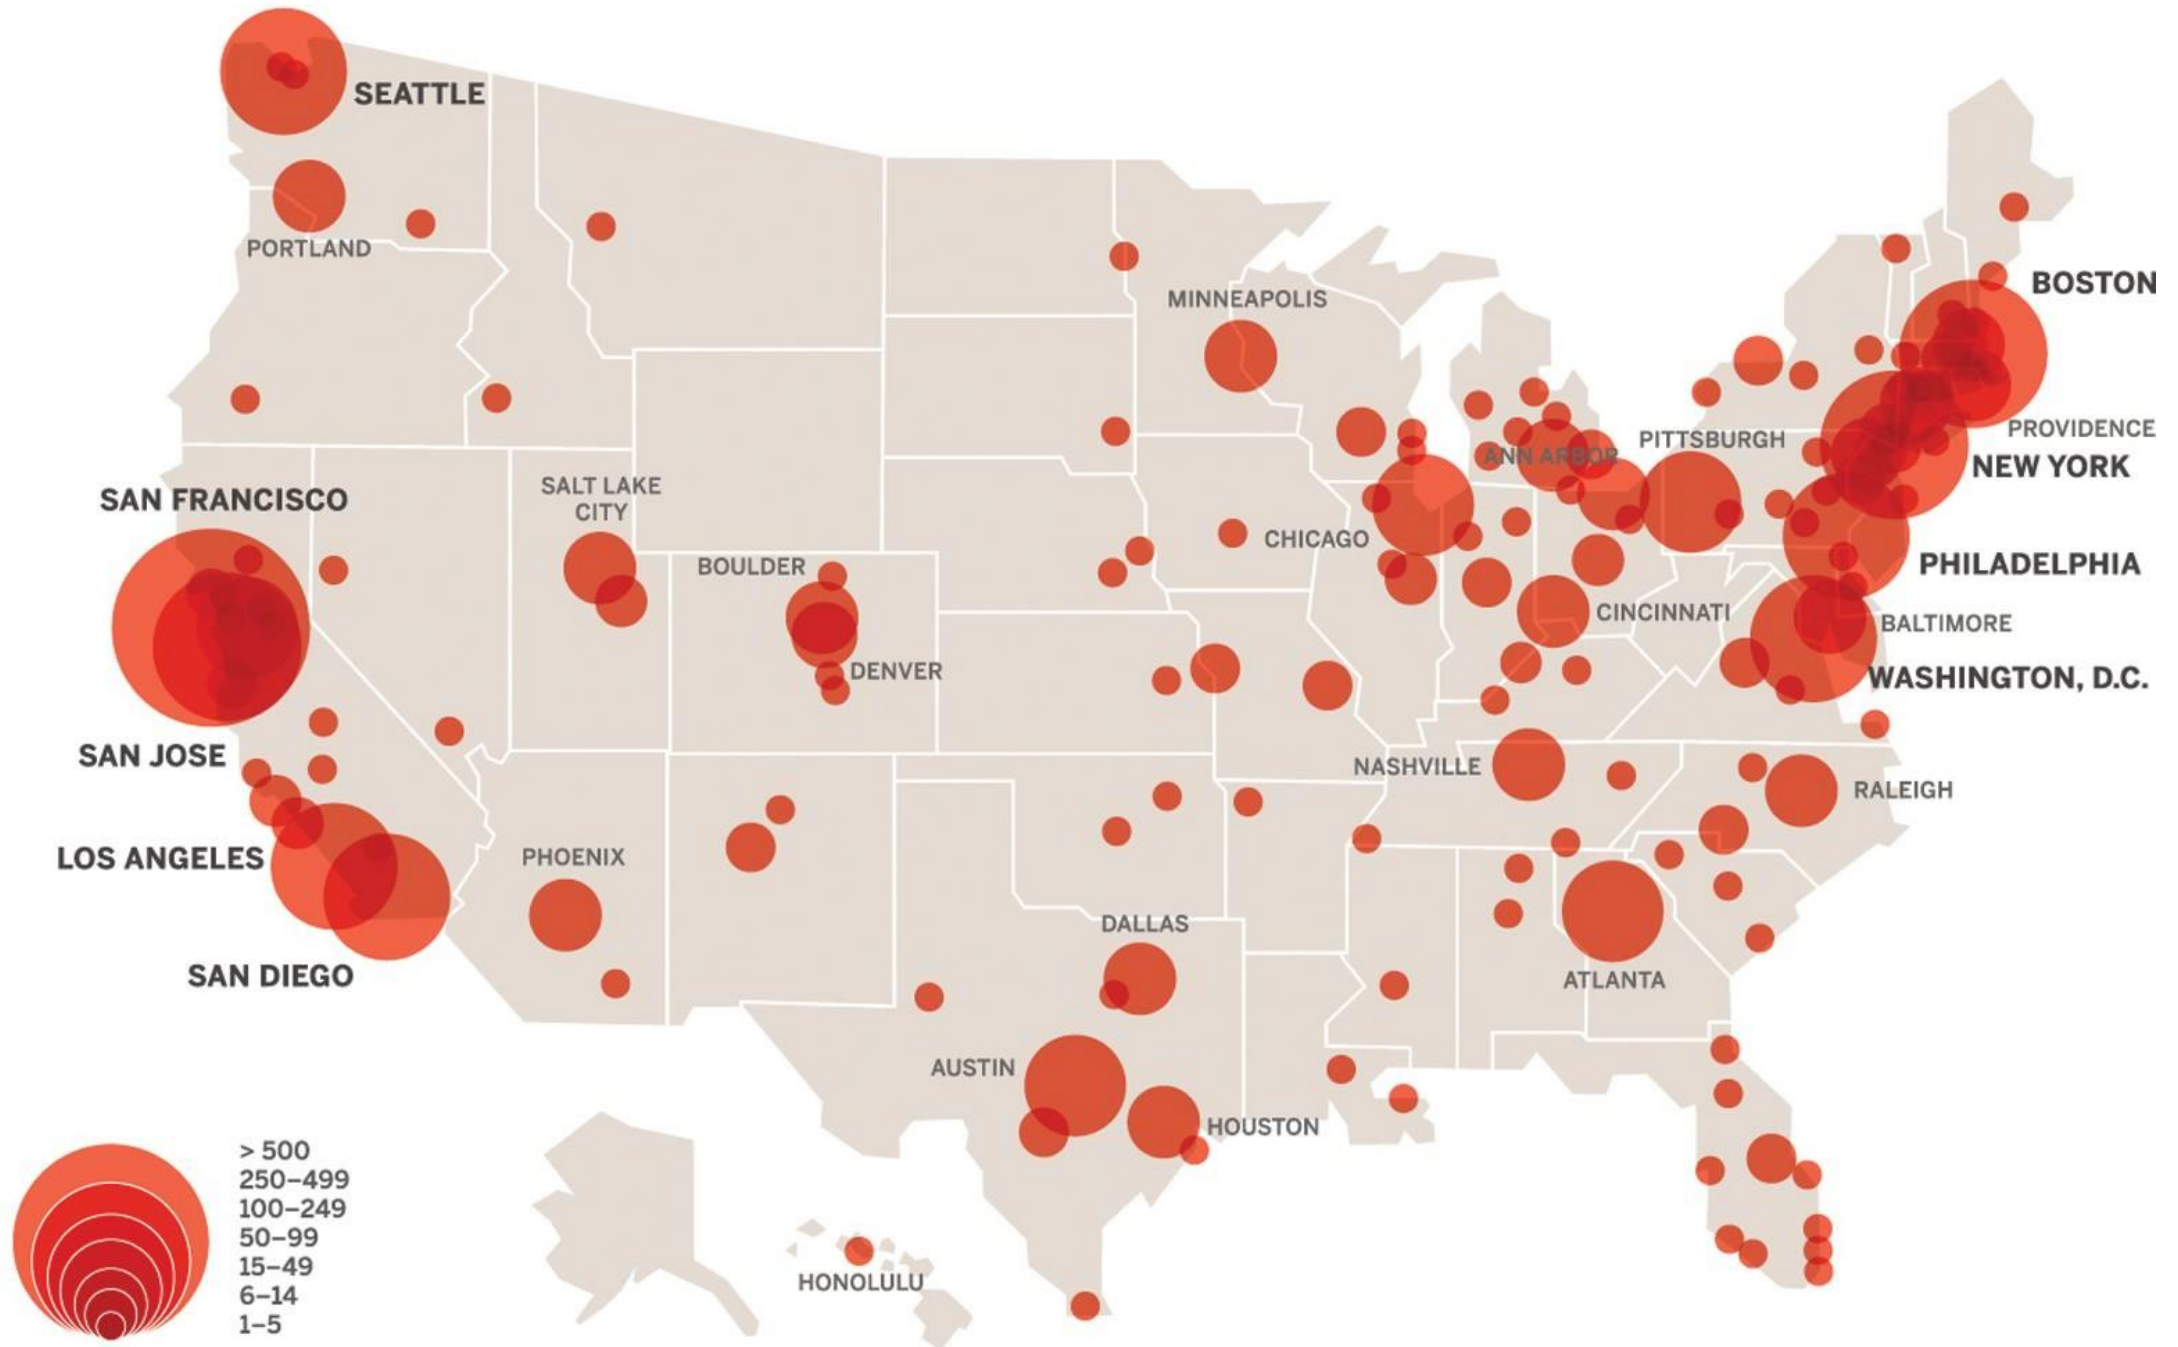 SEATTLE
PORTLAND
MINNEAPOLIS
BOSTON
PROVIDENCE
PITTSBURGH
ANN ARBOR
NEW YORK
SAN FRANCISCO
SALT LAKE
CITY
CHICAGO
BOULDER
PHILADELPHIA
CINCINNATI
BALTIMORE
DENVER
WASHINGTON, D.C.
SAN JOSE
NASHVILLE
RALEIGH
LOS ANGELES
PHOENIX
DALLAS
SAN DIEGO
ATLANTA
AUSTIN
HOUSTON
> 500
250–499
100–249
50–99
15–49
6–14
1–5
HONOLULU